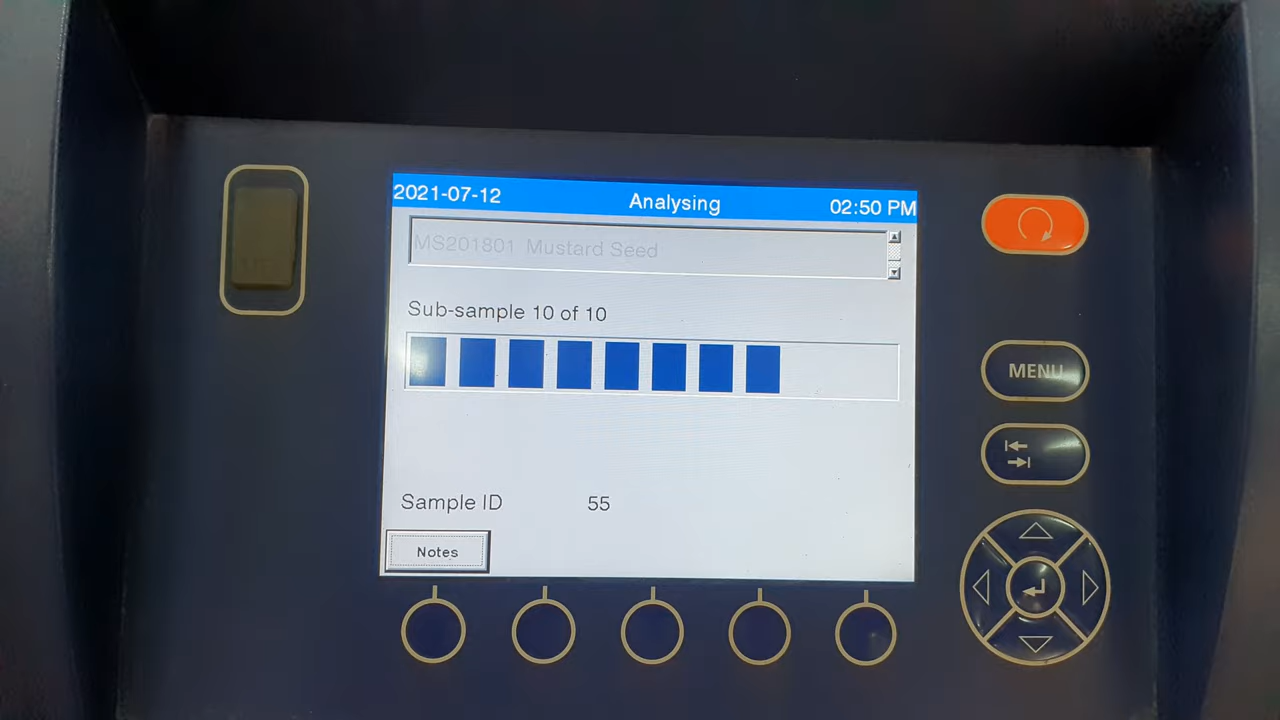 2021-07-12 Analysing 02:50 PM
MS201801 Mustard Seed
Sub-sample 10 of 10
MENU
Sample ID 55
Notes